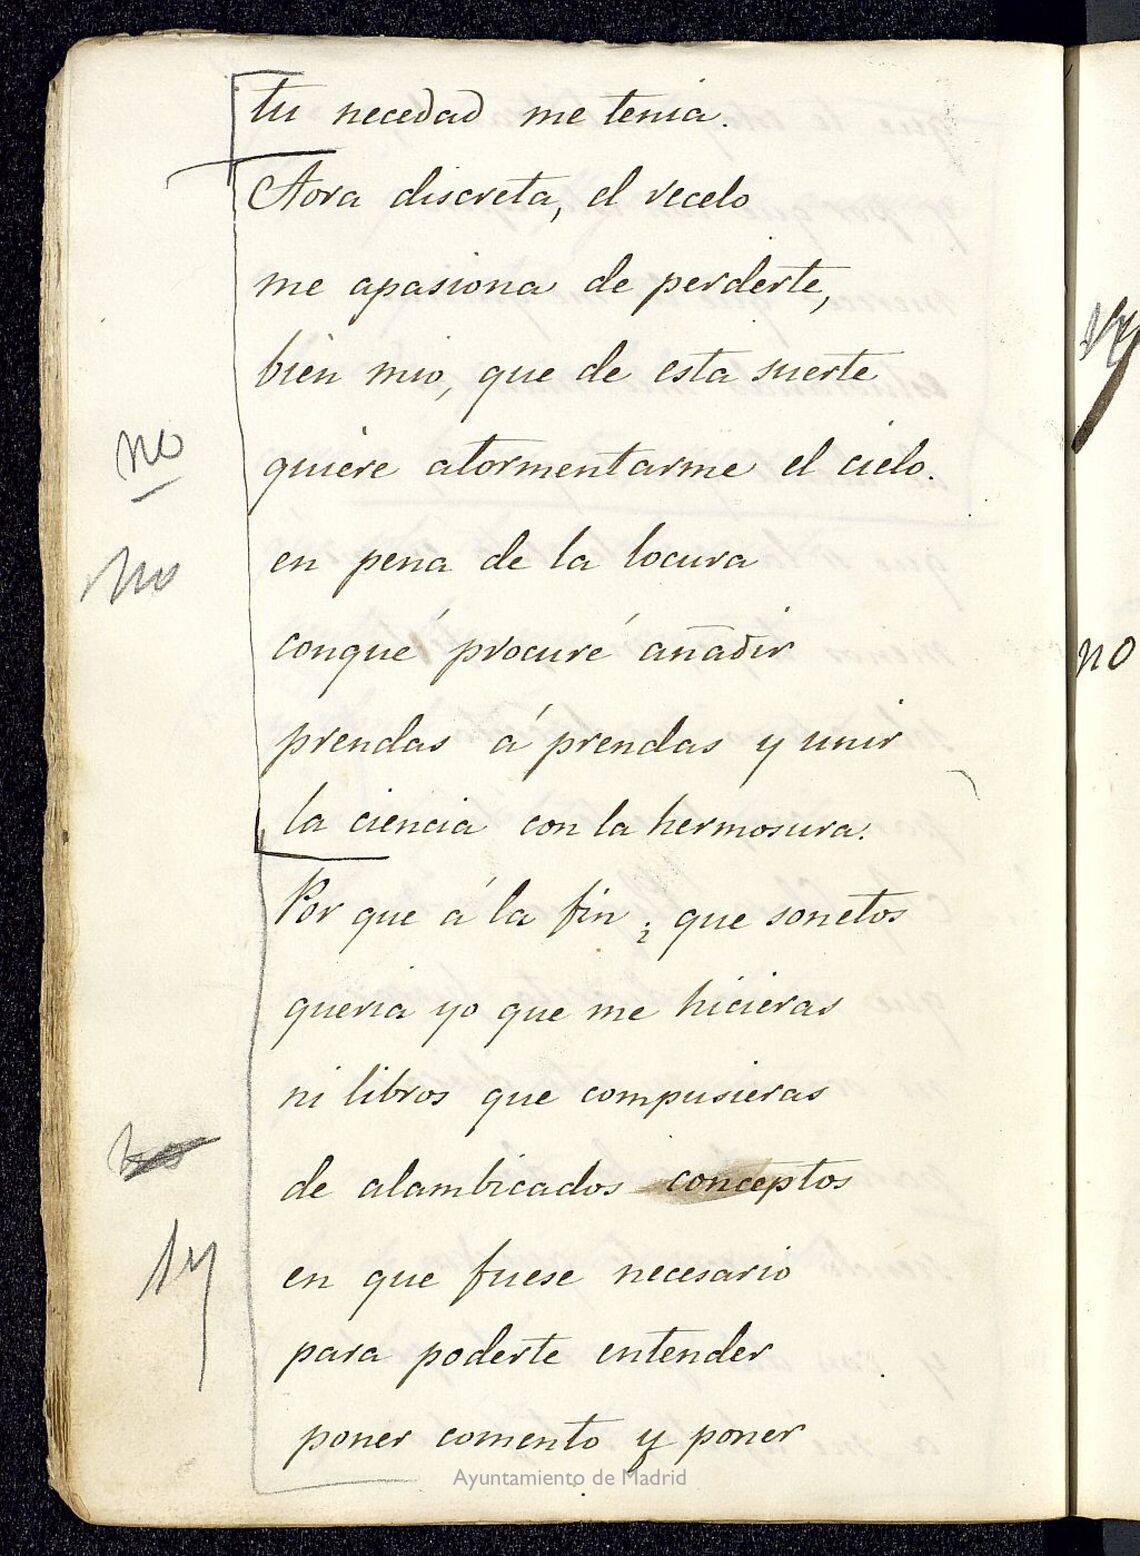 tu necedad me tenia.
Aora discreta, el recelo
me apasiona de perderte,
bien mio, que de esta suerte
no
quiere atormentarme el cielo.
no
en pena de la locura
conqué procuré añadir
no
prendas á prendas y unir
la ciencia con la hermosura.
Por que á la fin ¿ que sonetos
queria yo que me hicieras
ni libros que compusieras
no
de alambicados conceptos
en que fuese necesario
para poderte entender
poner comento y poner
Ayuntamiento de Madrid